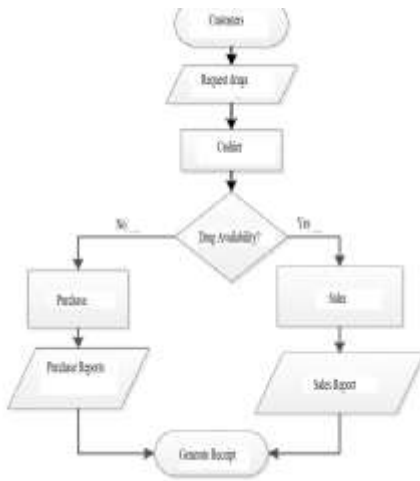 Customers
Request drugs
Cashier
Drug Availability?
No
Yes
Purchase
Sales
Purchase Reports
Sales Report
Generate Receipt